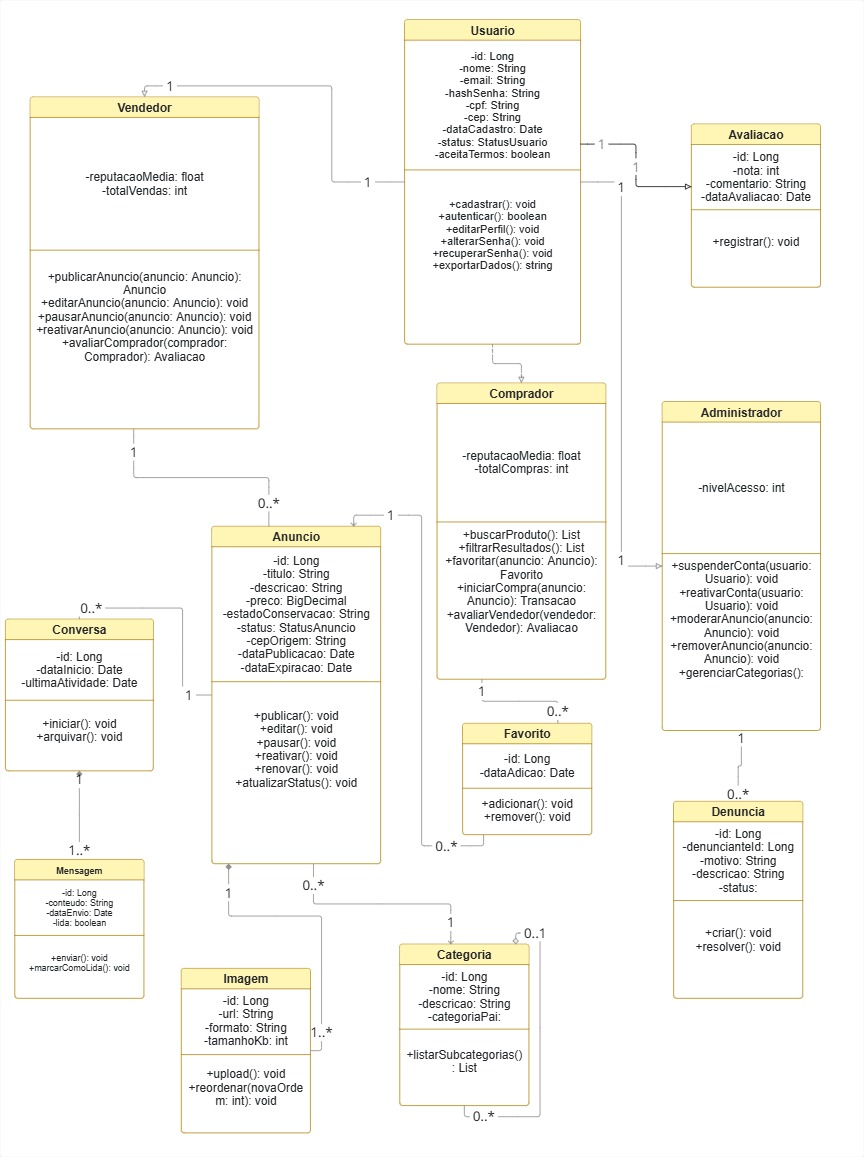 Usuario
-id: Long
-nome: String
-email: String
-hashSenha: String
-cpf: String
-cep: String
-dataCadastro: Date
-status: StatusUsuario
-aceitaTermos: boolean
+cadastrar(): void
+autenticar(): boolean
+editarPerfil(): void
+alterarSenha(): void
+recuperarSenha(): void
+exportarDados(): string
1
1
Vendedor
-reputacaoMedia: float
-totalVendas: int
+publicarAnuncio(anuncio: Anuncio):
Anuncio
+editarAnuncio(anuncio: Anuncio): void
+pausarAnuncio(anuncio: Anuncio): void
+reativarAnuncio(anuncio: Anuncio): void
+avaliarComprador(comprador:
Comprador): Avaliacao
1
1
Avaliacao
-id: Long
-nota: int
-comentario: String
-dataAvaliacao: Date
+registrar(): void
1
1
Comprador
-reputacaoMedia: float
-totalCompras: int
+buscarProduto(): List
+filtrarResultados(): List
+favoritar(anuncio: Anuncio):
Favorito
+iniciarCompra(anuncio:
Anuncio): Transacao
+avaliarVendedor(vendedor:
Vendedor): Avaliacao
Administrador
-nivelAcesso: int
+suspenderConta(usuario:
Usuario): void
+reativarConta(usuario:
Usuario): void
+moderarAnuncio(anuncio:
Anuncio): void
+removerAnuncio(anuncio:
Anuncio): void
+gerenciarCategorias():
1
0..*
1
Anuncio
-id: Long
-titulo: String
-descricao: String
-preco: BigDecimal
-estadoConservacao: String
-status: StatusAnuncio
-cepOrigem: String
-dataPublicacao: Date
-dataExpiracao: Date
+publicar(): void
+editar(): void
+pausar(): void
+reativar(): void
+renovar(): void
+atualizarStatus(): void
0..*
1
Conversa
-id: Long
-dataInicio: Date
-ultimaAtividade: Date
+iniciar(): void
+arquivar(): void
1
1..*
Mensagem
-id: Long
-conteudo: String
-dataEnvio: Date
-lida: boolean
+enviar(): void
+marcarComoLida(): void
1
0..*
Favorito
-id: Long
-dataAdicao: Date
+adicionar(): void
+remover(): void
0..*
1
0..*
Denuncia
-id: Long
-denuncianteId: Long
-motivo: String
-descricao: String
-status:
+criar(): void
+resolver(): void
1
0..*
1
0..1
Categoria
-id: Long
-nome: String
-descricao: String
-categoriaPai:
+listarSubcategorias()
: List
0..*
Imagem
-id: Long
-url: String
-formato: String
-tamanhoKb: int
+upload(): void
+reordenar(novaOrde
m: int): void
1..*